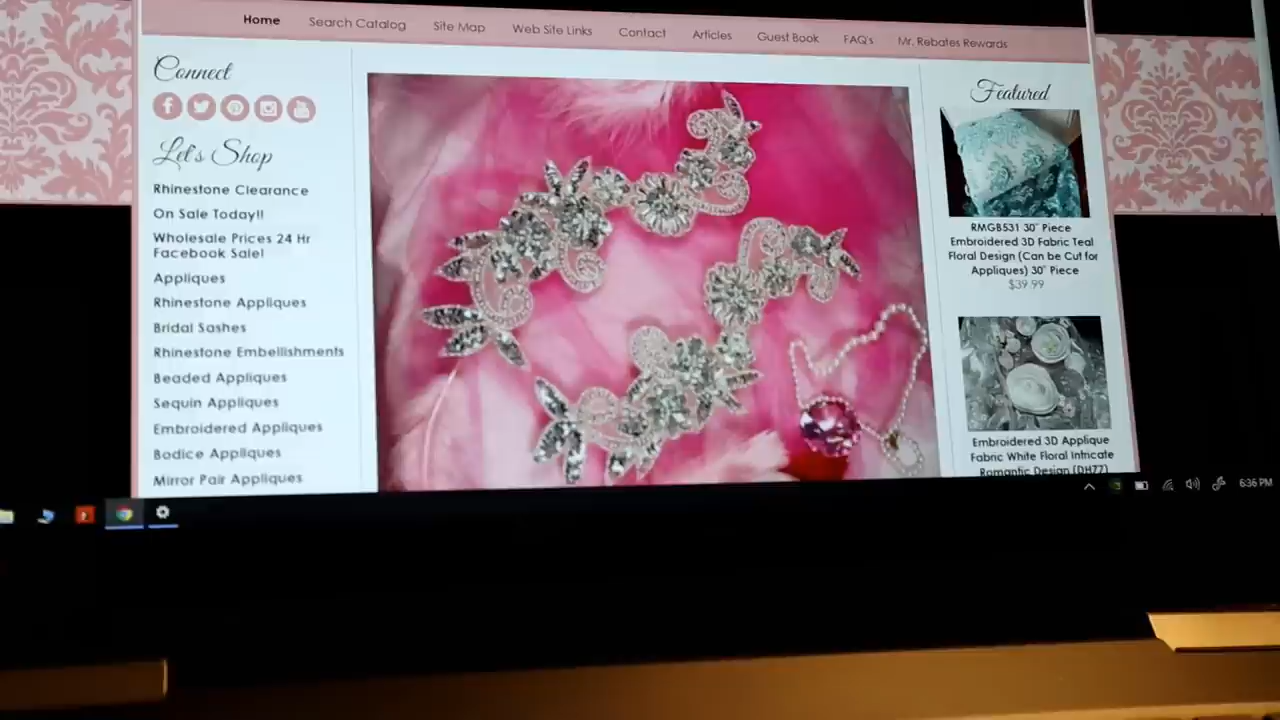 Home Search Catalog Site Map Web Site Links Contact Articles Guest Book FAQ's Mr. Rebates Rewards
Connect
Let's Shop
Rhinestone Clearance
On Sale Today!!
Wholesale Prices 24 Hr
Facebook Sale!
Appliques
Rhinestone Appliques
Bridal Sashes
Rhinestone Embellishments
Beaded Appliques
Sequin Appliques
Embroidered Appliques
Bodice Appliques
Mirror Pair Appliques
Featured
RMGB531 30" Piece
Embroidered 3D Fabric Teal
Floral Design (Can be Cut for
Appliques) 30" Piece
$39.99
Embroidered 3D Applique
Fabric White Floral Intricate
Romantic Design (DH77)
6:36 PM